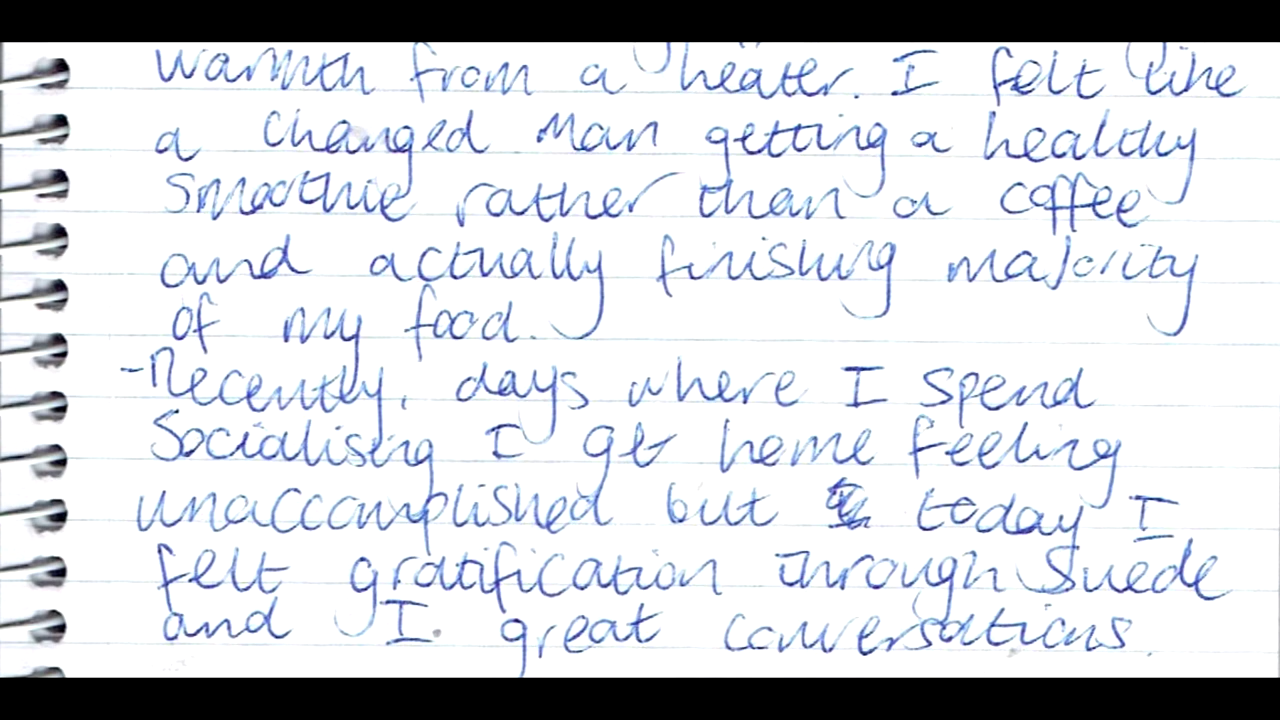 warmth from a heater. I felt like
a changed man getting a healthy
smoothie rather than a coffee
and actually finishing majority
of my food.
-Recently, days where I spend
Socialising I get home feeling
unaccomplished but today I
felt gratification through Suede
and I great conversations.